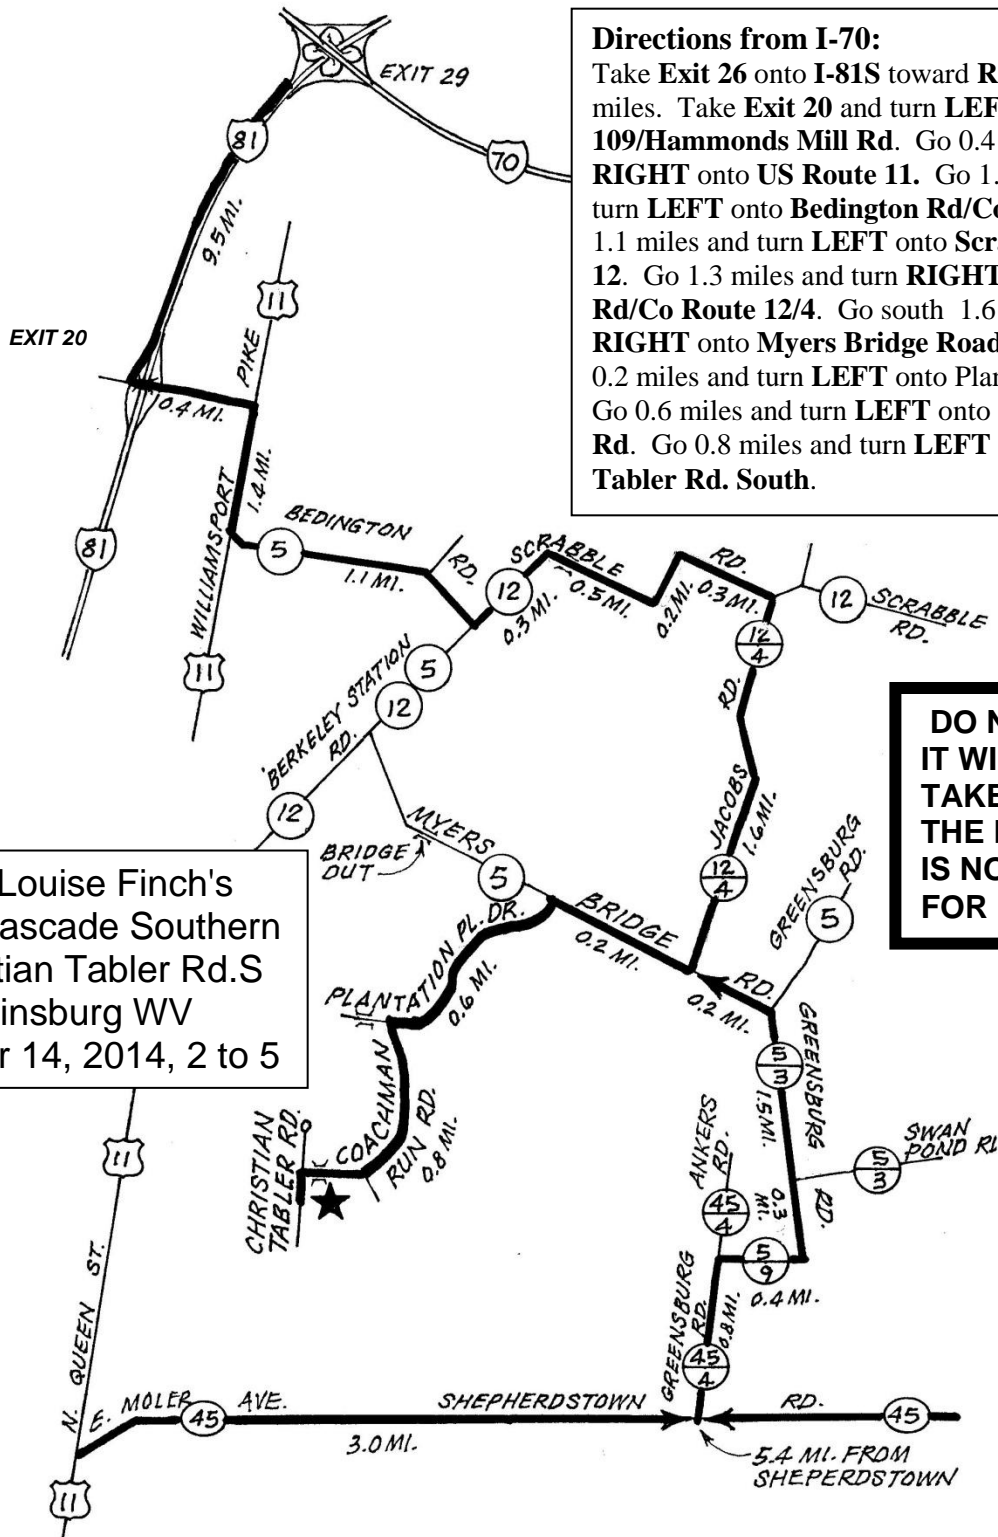 Directions from I-70:
Take Exit 26 onto I-81S toward R
miles. Take Exit 20 and turn LEF
109/Hammonds Mill Rd. Go 0.4
RIGHT onto US Route 11. Go 1.
turn LEFT onto Bedington Rd/Co
1.1 miles and turn LEFT onto Scr
12. Go 1.3 miles and turn RIGHT
Rd/Co Route 12/4. Go south 1.6
RIGHT onto Myers Bridge Road
0.2 miles and turn LEFT onto Plan
Go 0.6 miles and turn LEFT onto
Rd. Go 0.8 miles and turn LEFT
Tabler Rd. South.
EXIT 29
81
70
9.5 MI.
11
EXIT 20
PIKE
0.4 MI.
1.4 MI.
WILLIAMSPORT
81
11
BEDINGTON
RD.
5
1.1 MI.
SCRABBLE
RD.
12
0.3 MI.
0.5 MI.
0.2 MI.
0.3 MI.
12
SCRABBLE
RD.
12/4
RD.
JACOBS
1.6 MI.
12/4
BERKELEY STATION
RD.
5
12
12
DO N
IT WI
TAKE
THE
IS NO
FOR
MYERS
BRIDGE
OUT
5
BRIDGE
0.2 MI.
RD.
0.2 MI.
GREENSBURG
RD.
5
Louise Finch's
ascade Southern
tian Tabler Rd.S
insburg WV
r 14, 2014, 2 to 5
PLANTATION PL. DR.
0.6 MI.
COACHMAN
RUN RD.
0.8 MI.
CHRISTIAN
TABLER RD.
GREENSBURG
RD.
5/3
1.5 MI.
SWAN
POND RD
5/3
0.3
MI.
ANKERS
RD.
45/4
5/9
0.4 MI.
GREENSBURG
RD.
0.8 MI.
45/4
11
N. QUEEN ST.
11
E. MOLER
45
AVE.
SHEPHERDSTOWN
RD.
45
3.0 MI.
5.4 MI. FROM
SHEPERDSTOWN